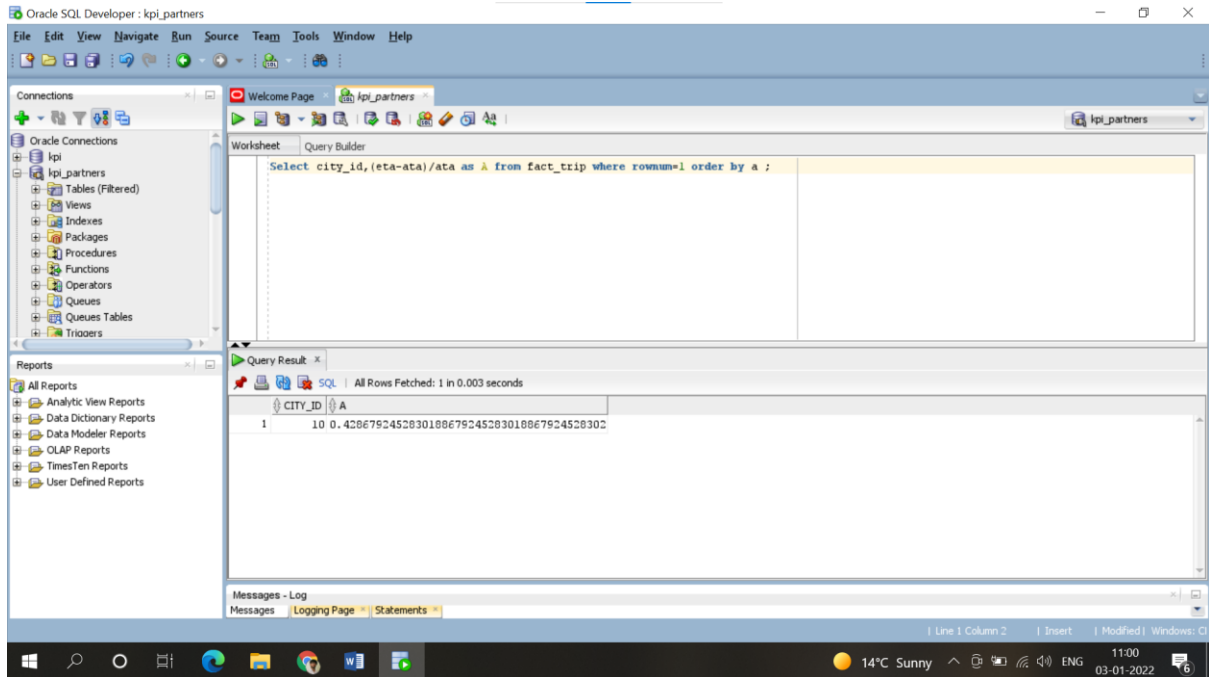 Oracle SQL Developer : kpi_partners
File Edit View Navigate Run Source Team Tools Window Help
Connections
Welcome Page
kpi_partners
kpi_partners
Oracle Connections
kpi
kpi_partners
Tables (Filtered)
Views
Indexes
Packages
Procedures
Functions
Operators
Queues
Queues Tables
Triggers
Worksheet Query Builder
Select city_id,(eta-ata)/ata as A from fact_trip where rownum=1 order by a ;
Reports
All Reports
Analytic View Reports
Data Dictionary Reports
Data Modeler Reports
OLAP Reports
TimesTen Reports
User Defined Reports
Query Result x
SQL | All Rows Fetched: 1 in 0.003 seconds
CITY_ID A
1 10 0.4286792452830188679245283018867924528302
Messages - Log
Messages Logging Page Statements
| Line 1 Column 2 | Insert | Modified | Windows: C
W
14°C Sunny ENG 11:00
03-01-2022
6